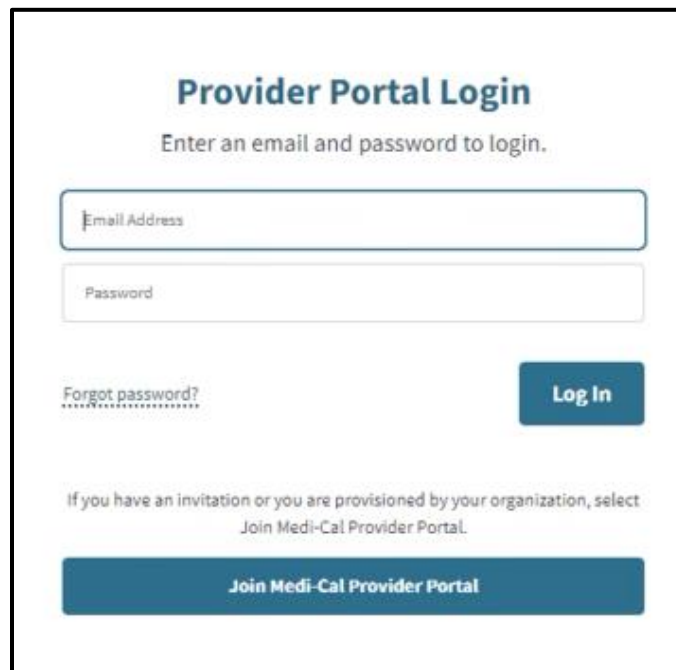 Provider Portal Login
Enter an email and password to login.
Email Address
Password
Forgot password?
Log In
If you have an invitation or you are provisioned by your organization, select
Join Medi-Cal Provider Portal.
Join Medi-Cal Provider Portal